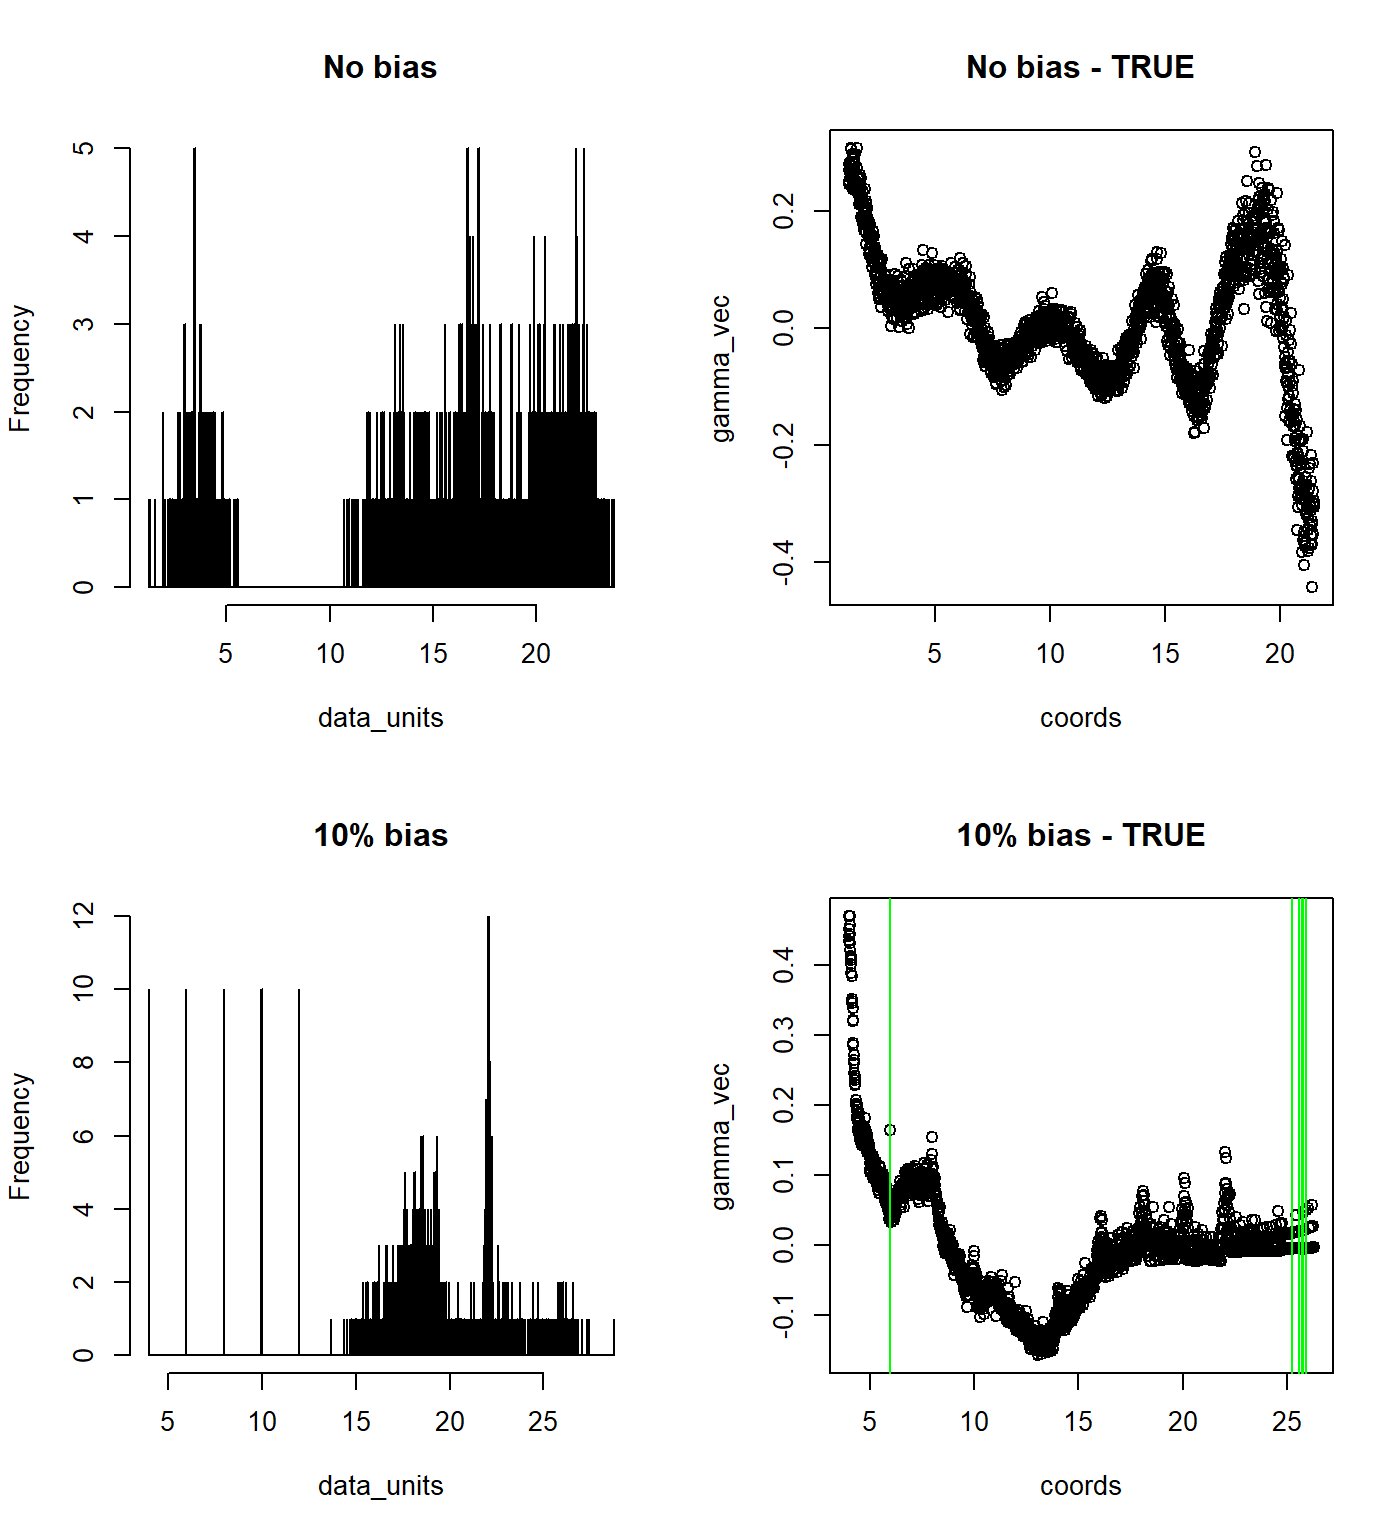 No bias
Frequency
0 1 2 3 4 5
5 10 15 20
data_units
No bias - TRUE
gamma_vec
-0.4 -0.2 0.0 0.2
5 10 15 20
coords
10% bias
Frequency
0 2 4 6 8 10 12
5 10 15 20 25
data_units
10% bias - TRUE
gamma_vec
-0.1 0.0 0.1 0.2 0.3 0.4
5 10 15 20 25
coords